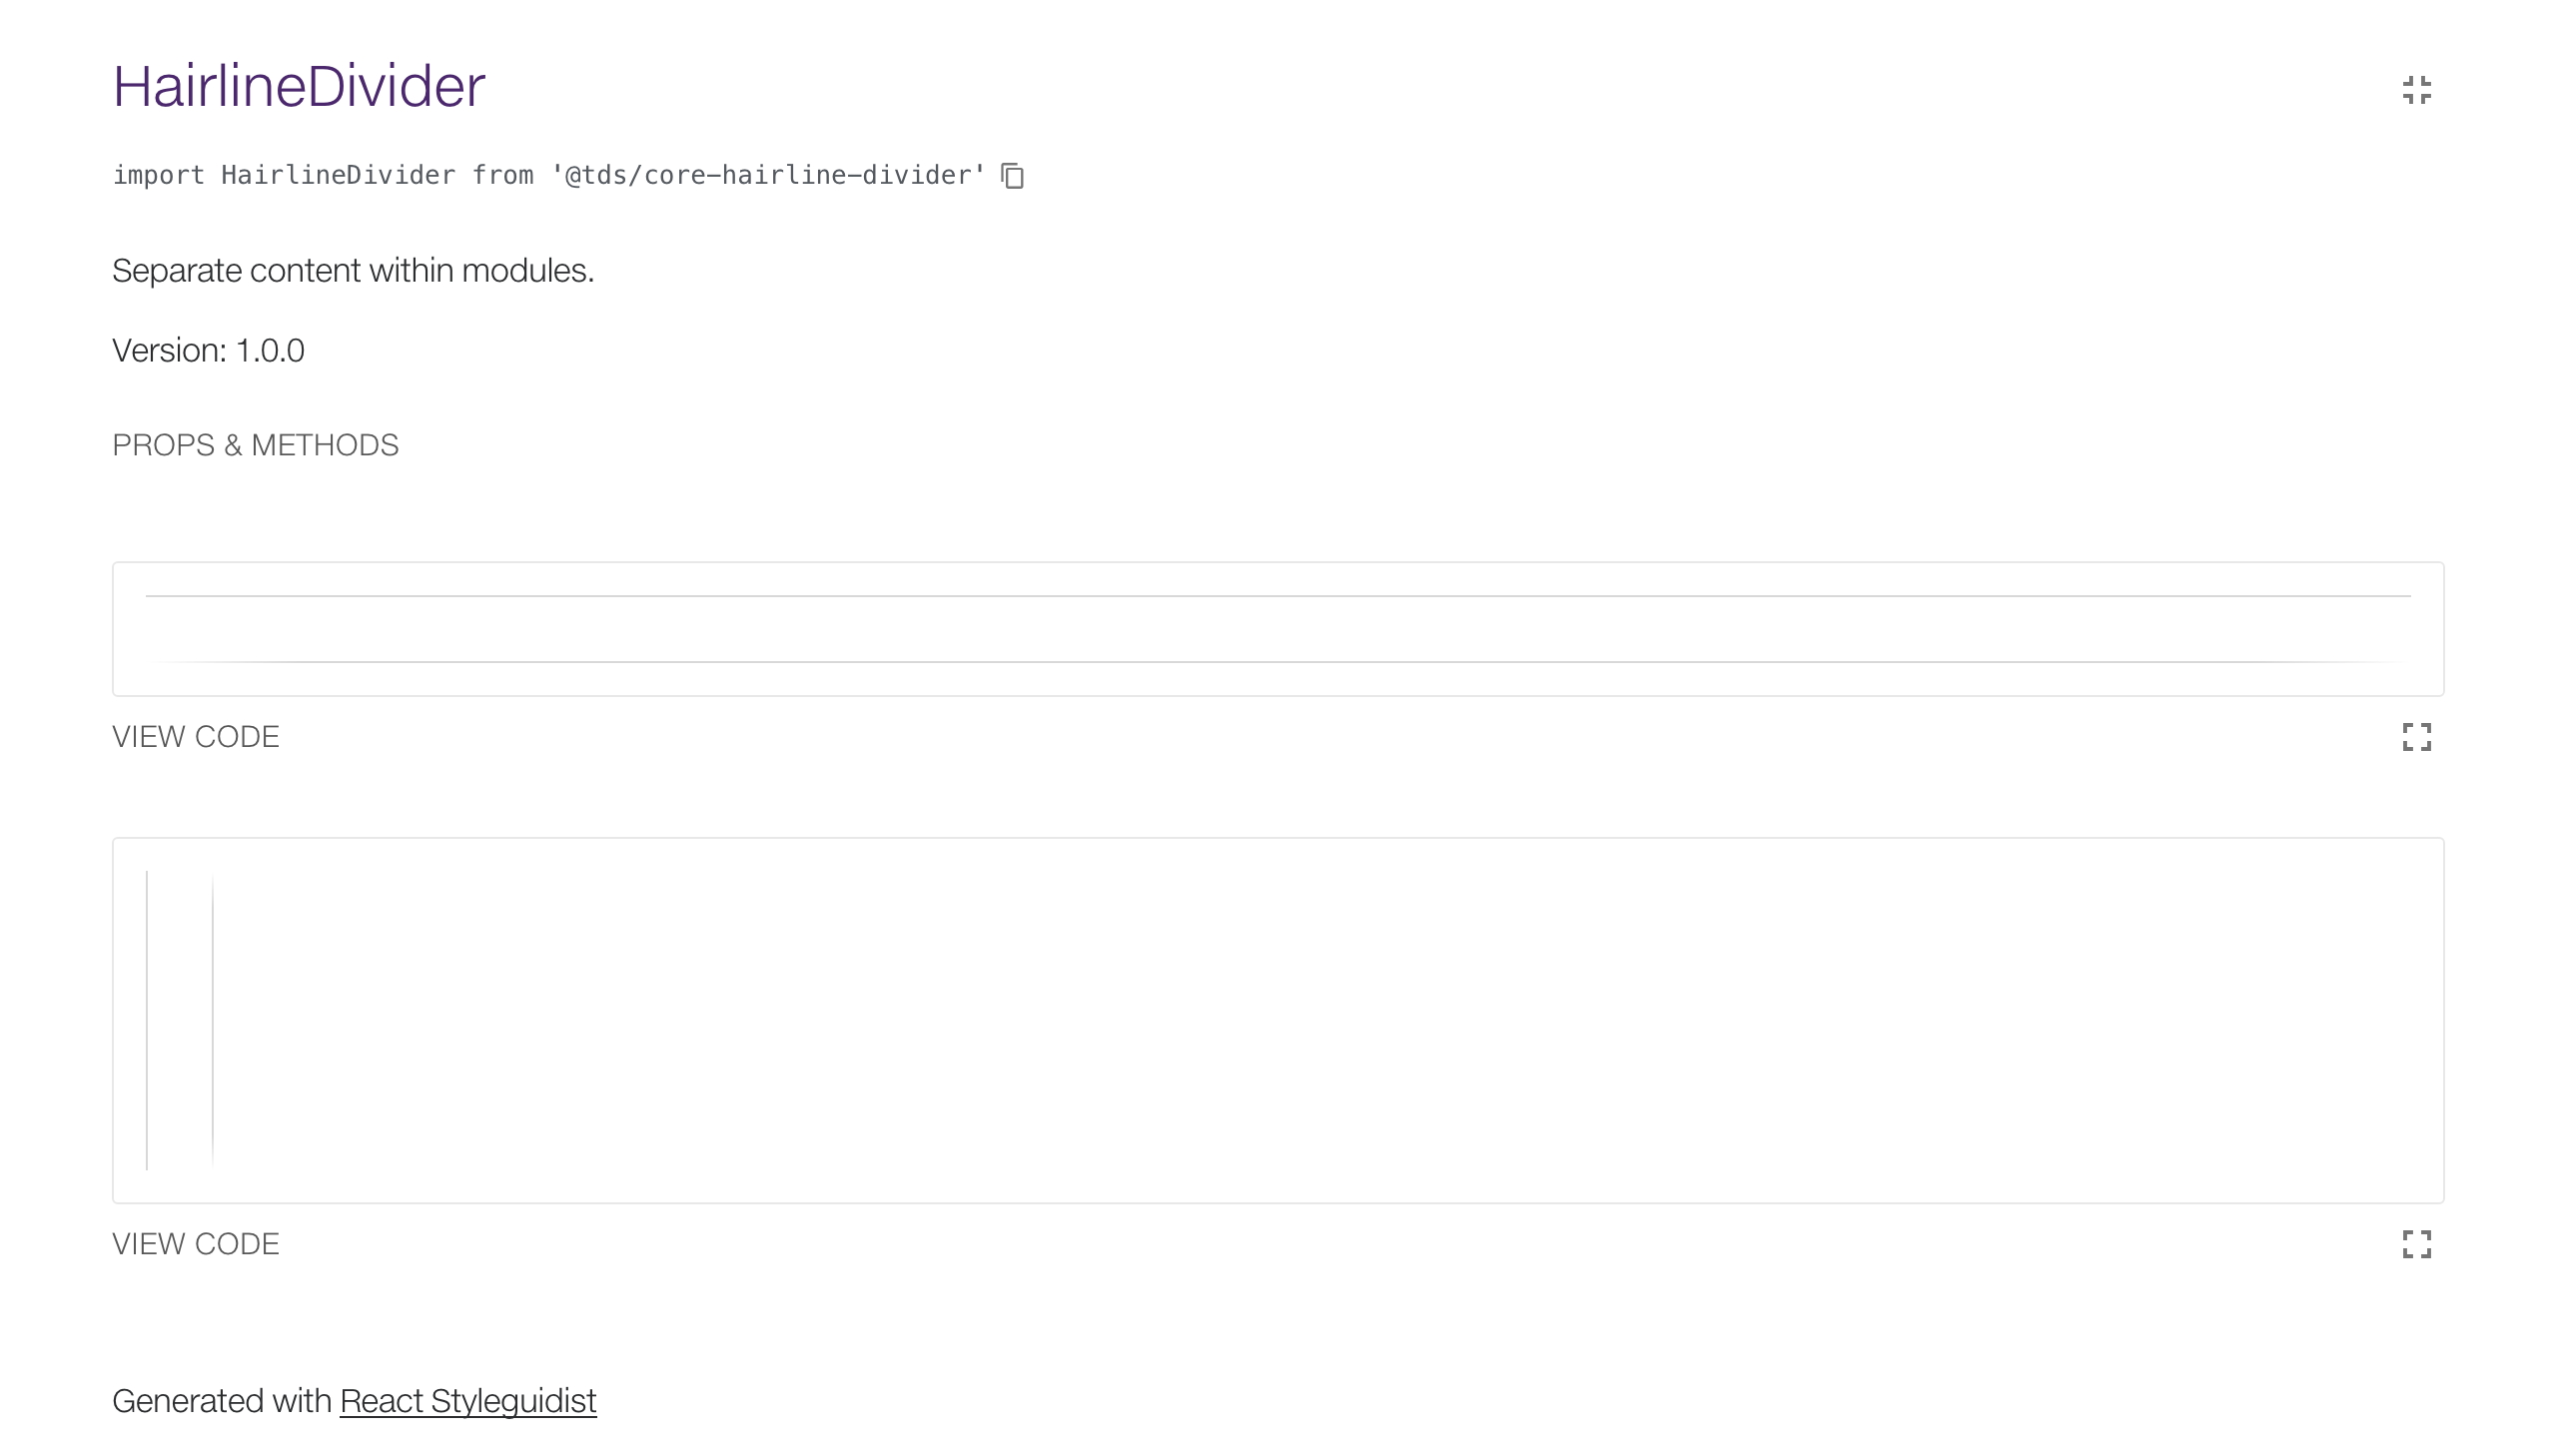 HairlineDivider
import HairlineDivider from '@tds/core-hairline-divider'
Separate content within modules.
Version: 1.0.0
PROPS & METHODS
VIEW CODE
VIEW CODE
Generated with React Styleguidist